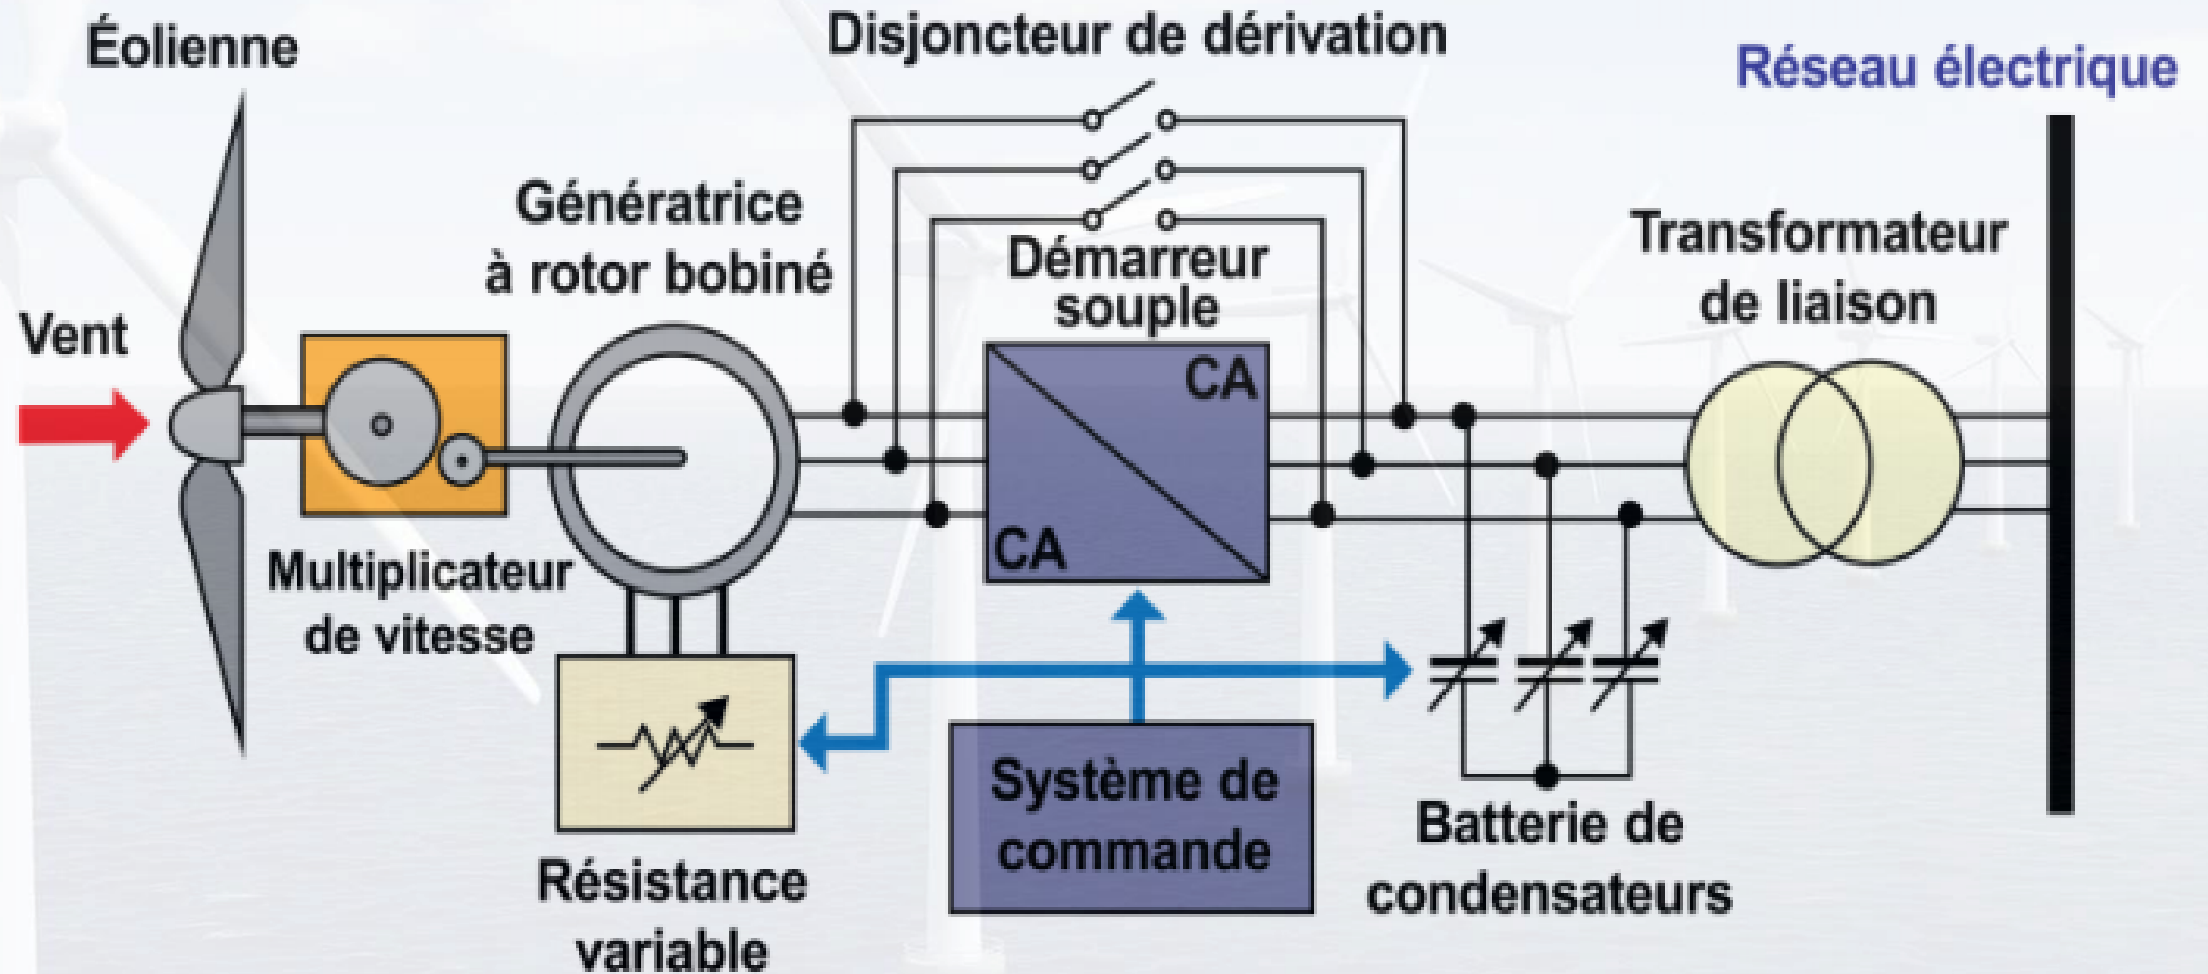 Éolienne
Disjoncteur de dérivation
Réseau électrique
Génératrice
à rotor bobiné
Démarreur
souple
Transformateur
de liaison
Vent
CA
CA
Multiplicateur
de vitesse
Système de
commande
Batterie de
condensateurs
Résistance
variable